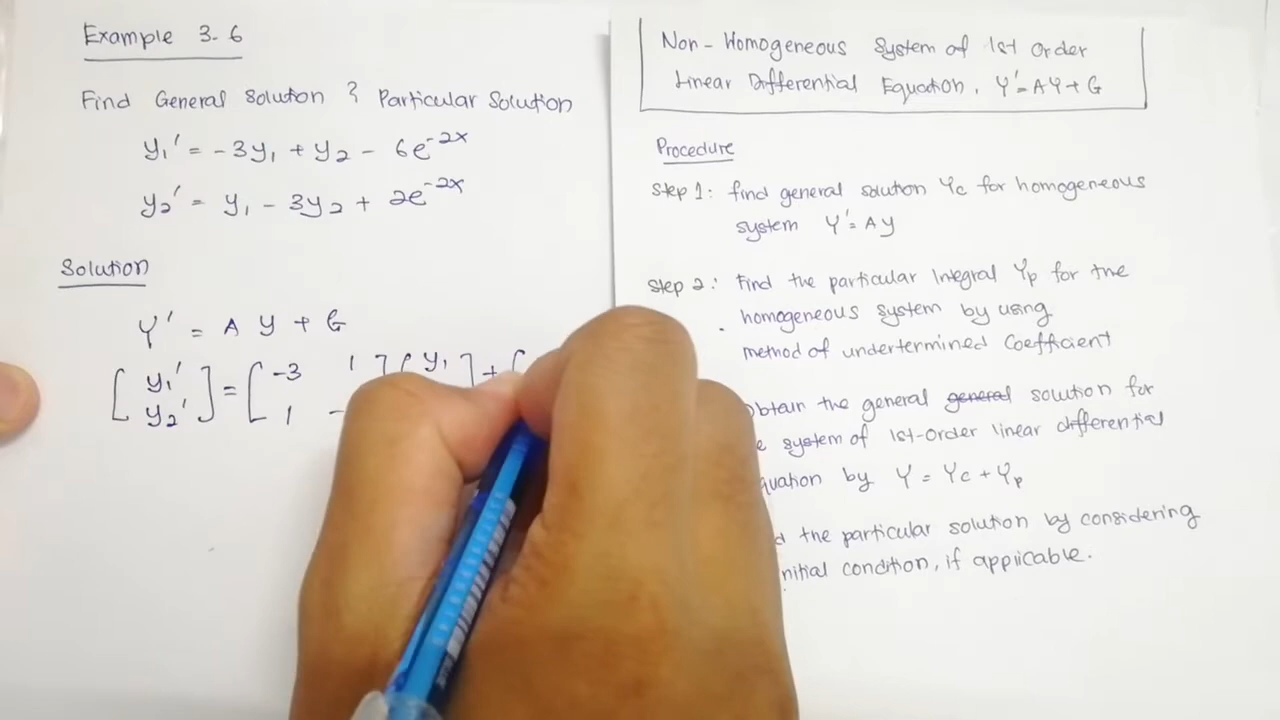 Example 3.6
Find General Solution & Particular Solution
y₁' = -3y₁ + y₂ - 6e⁻²ˣ
y₂' = y₁ - 3y₂ + 2e⁻²ˣ
Solution
Y' = A Y + G
[ y₁' ] = [ -3 1 ] [ y₁ ] + [
[ y₂' ] [ 1 -
Non-Homogeneous System of 1st Order
Linear Differential Equation, Y' = AY + G
Procedure
Step 1: find general solution Yc for homogeneous
system Y' = AY
Step 2: Find the particular Integral Yp for the
homogeneous system by using
method of undertermined Coefficient
obtain the general general solution for
system of 1st-order linear differential
by Y = Yc + Yp
the particular solution by considering
condition, if appiicable.